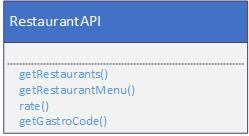 RestaurantAPI
getRestaurants()
getRestaurantMenu()
rate()
getGastroCode()